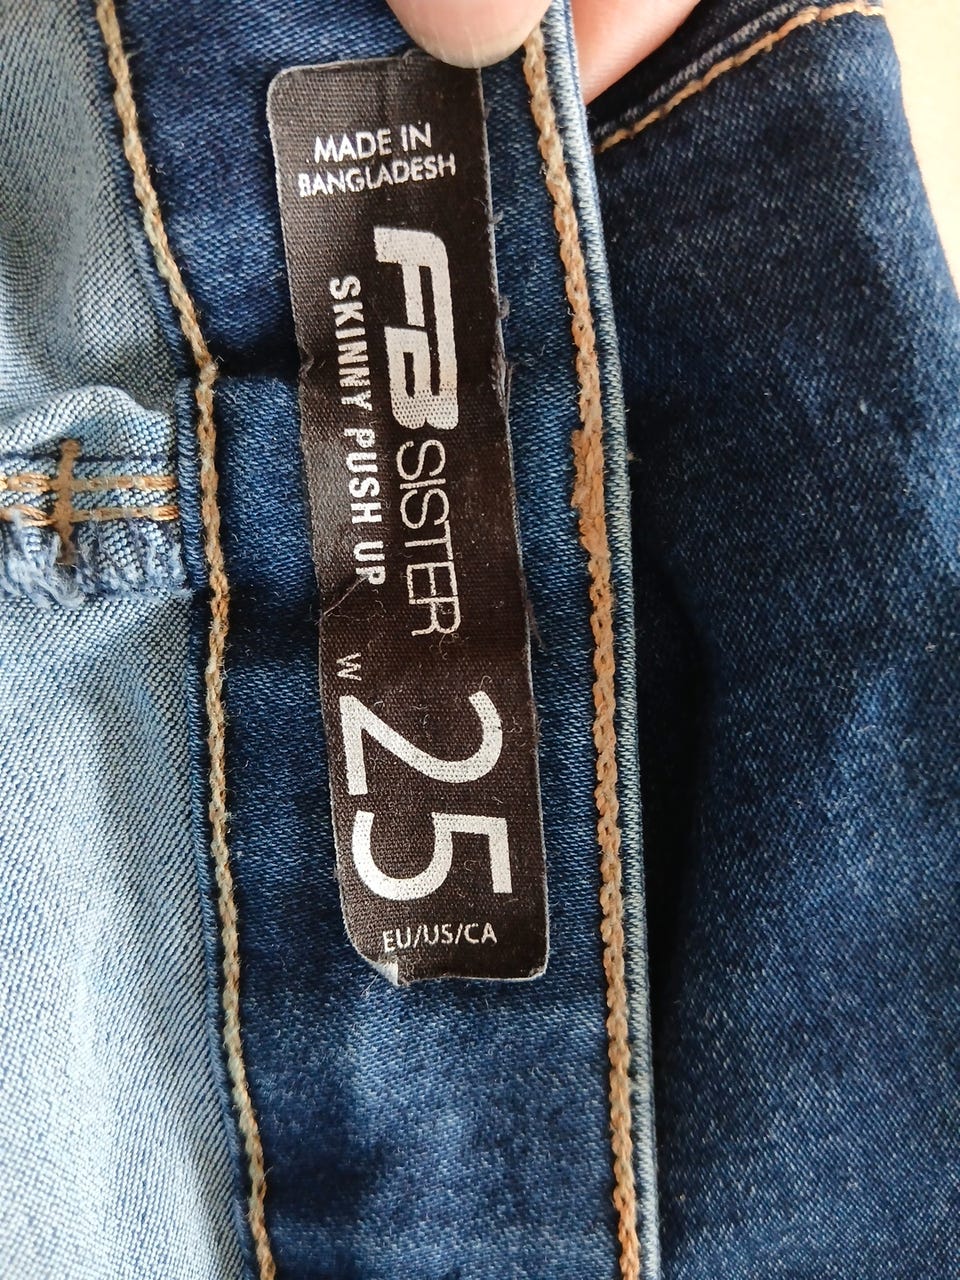 MADE IN
BANGLADESH
FB SISTER
SKINNY PUSH UP
W 25
EU/US/CA